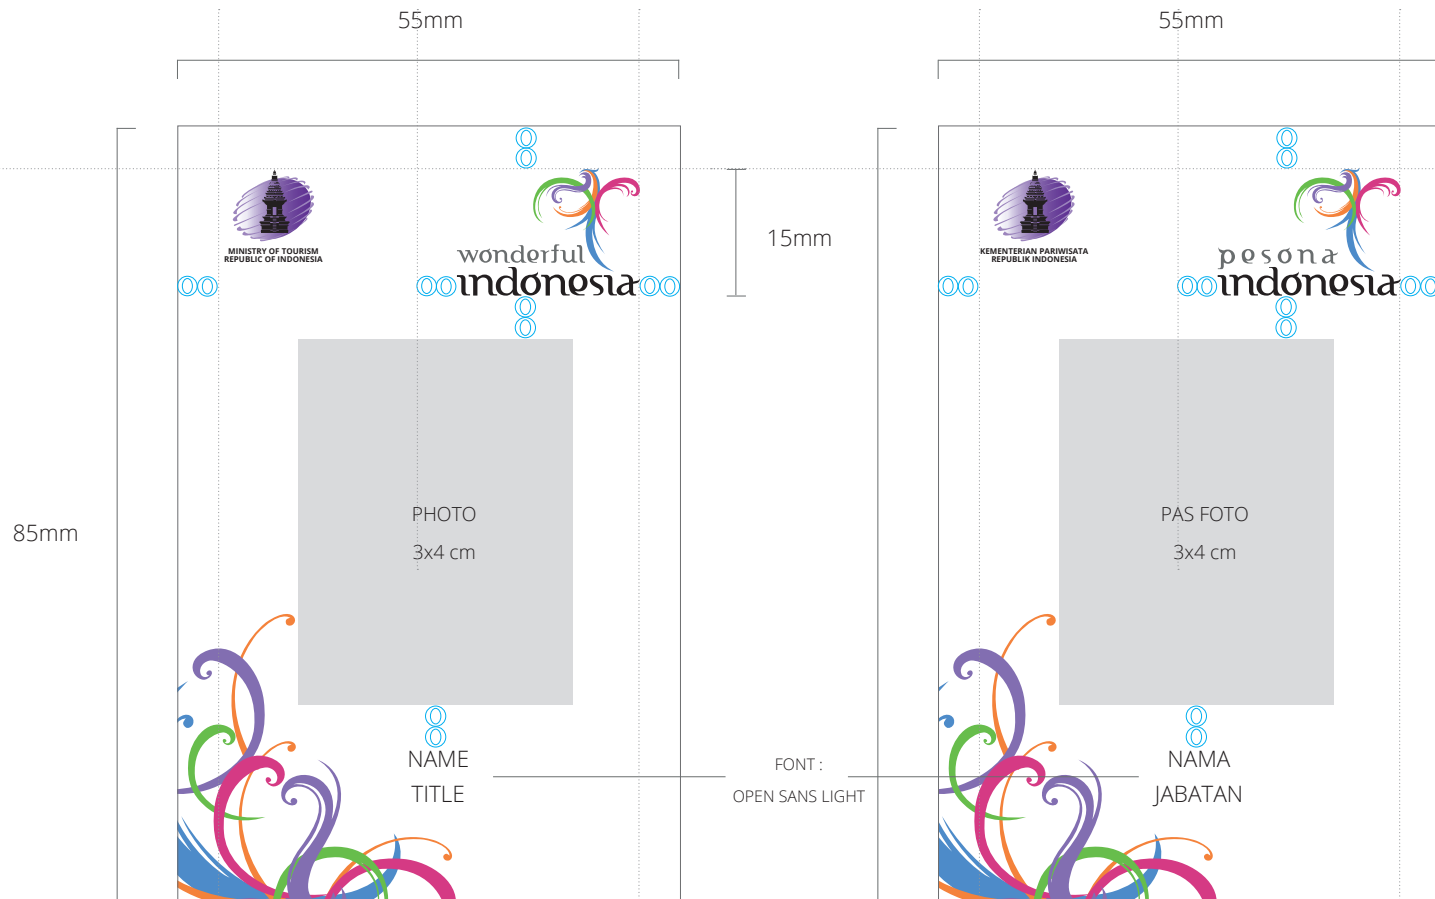 55mm
55mm
MINISTRY OF TOURISM
REPUBLIC OF INDONESIA
wonderful
indonesia
15mm
KEMENTERIAN PARIWISATA
REPUBLIK INDONESIA
pesona
indonesia
85mm
PHOTO
3x4 cm
PAS FOTO
3x4 cm
NAME
TITLE
FONT :
OPEN SANS LIGHT
NAMA
JABATAN